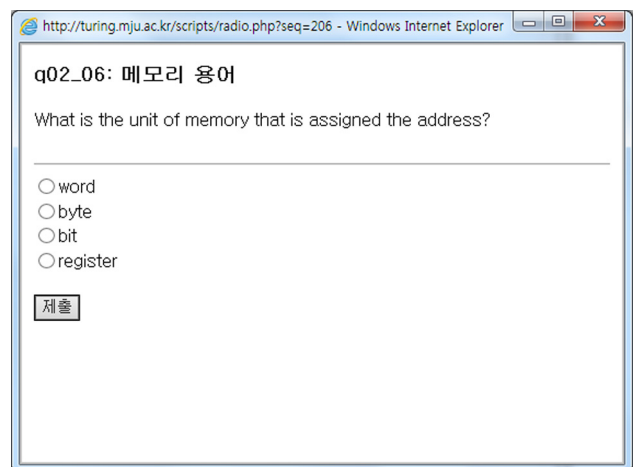 http://turing.mju.ac.kr/scripts/radio.php?seq=206 - Windows Internet Explorer
q02_06: 메모리 용어
What is the unit of memory that is assigned the address?
word
byte
bit
register
제출